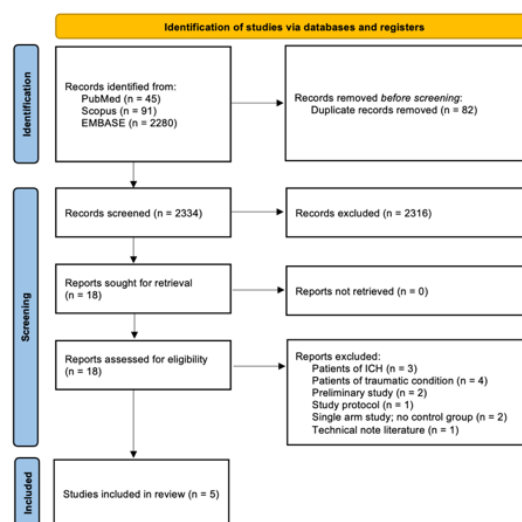 Identification of studies via databases and registers
Identification
Records identified from:
PubMed (n = 45)
Scopus (n = 91)
EMBASE (n = 2280)
Records removed before screening:
Duplicate records removed (n = 82)
Screening
Records screened (n = 2334)
Records excluded (n = 2316)
Reports sought for retrieval
(n = 18)
Reports not retrieved (n = 0)
Reports assessed for eligibility
(n = 18)
Reports excluded:
Patients of ICH (n = 3)
Patients of traumatic condition (n = 4)
Preliminary study (n = 2)
Study protocol (n = 1)
Single arm study; no control group (n = 2)
Technical note literature (n = 1)
Included
Studies included in review (n = 5)